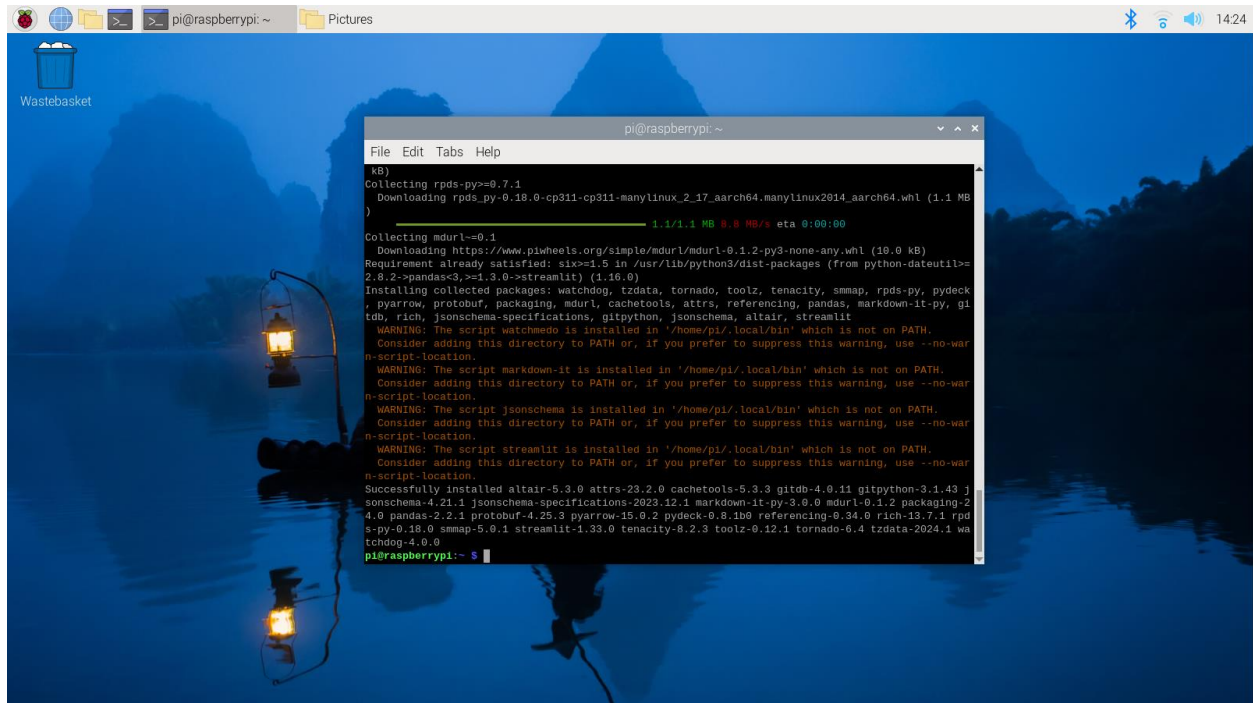 pi@raspberrypi: ~
Pictures
14:24
Wastebasket
pi@raspberrypi: ~
File Edit Tabs Help
kB)
Collecting rpds-py>=0.7.1
Downloading rpds_py-0.18.0-cp311-cp311-manylinux_2_17_aarch64.manylinux2014_aarch64.whl (1.1 MB
)
1.1/1.1 MB 8.6 MB/s eta 0:00:00
Collecting mdurl~=0.1
Downloading https://www.piwheels.org/simple/mdurl/mdurl-0.1.2-py3-none-any.whl (10.0 kB)
Requirement already satisfied: six>=1.5 in /usr/lib/python3/dist-packages (from python-dateutil>=
2.8.2->pandas<3,>=1.3.0->streamlit) (1.16.0)
Installing collected packages: watchdog, tzdata, tornado, toolz, tenacity, smmap, rpds-py, pydeck
, pyarrow, protobuf, packaging, mdurl, cachetools, attrs, referencing, pandas, markdown-it-py, gi
tdb, rich, jsonschema-specifications, gitpython, jsonschema, altair, streamlit
WARNING: The script watchmedo is installed in '/home/pi/.local/bin' which is not on PATH.
Consider adding this directory to PATH or, if you prefer to suppress this warning, use --no-war
n-script-location.
WARNING: The script markdown-it is installed in '/home/pi/.local/bin' which is not on PATH.
Consider adding this directory to PATH or, if you prefer to suppress this warning, use --no-war
n-script-location.
WARNING: The script jsonschema is installed in '/home/pi/.local/bin' which is not on PATH.
Consider adding this directory to PATH or, if you prefer to suppress this warning, use --no-war
n-script-location.
WARNING: The script streamlit is installed in '/home/pi/.local/bin' which is not on PATH.
Consider adding this directory to PATH or, if you prefer to suppress this warning, use --no-war
n-script-location.
Successfully installed altair-5.3.0 attrs-23.2.0 cachetools-5.3.3 gitdb-4.0.11 gitpython-3.1.43 j
sonschema-4.21.1 jsonschema-specifications-2023.12.1 markdown-it-py-3.0.0 mdurl-0.1.2 packaging-2
4.0 pandas-2.2.1 protobuf-4.25.3 pyarrow-15.0.2 pydeck-0.8.1b0 referencing-0.34.0 rich-13.7.1 rpd
s-py-0.18.0 smmap-5.0.1 streamlit-1.33.0 tenacity-8.2.3 toolz-0.12.1 tornado-6.4 tzdata-2024.1 wa
tchdog-4.0.0
pi@raspberrypi:~ $